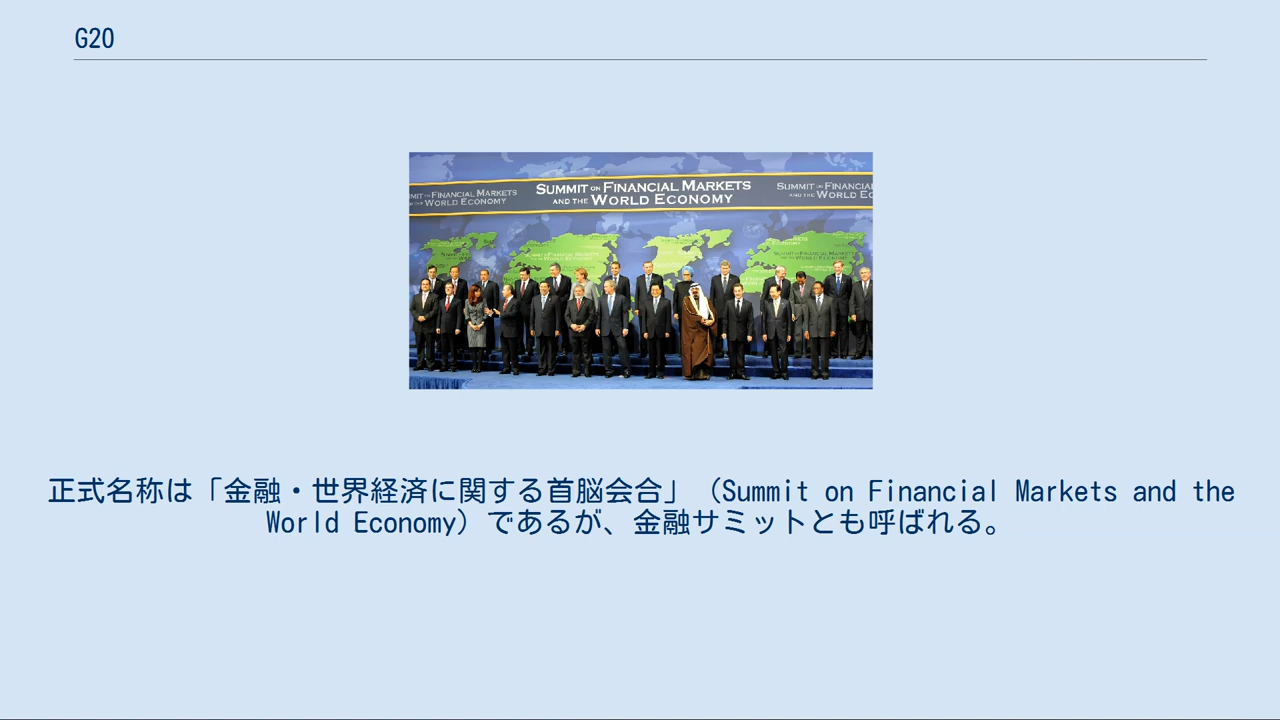 G20
SUMMIT ON FINANCIAL MARKETS
AND THE WORLD ECONOMY
正式名称は「金融・世界経済に関する首脳会合」（Summit on Financial Markets and the
World Economy）であるが、金融サミットとも呼ばれる。